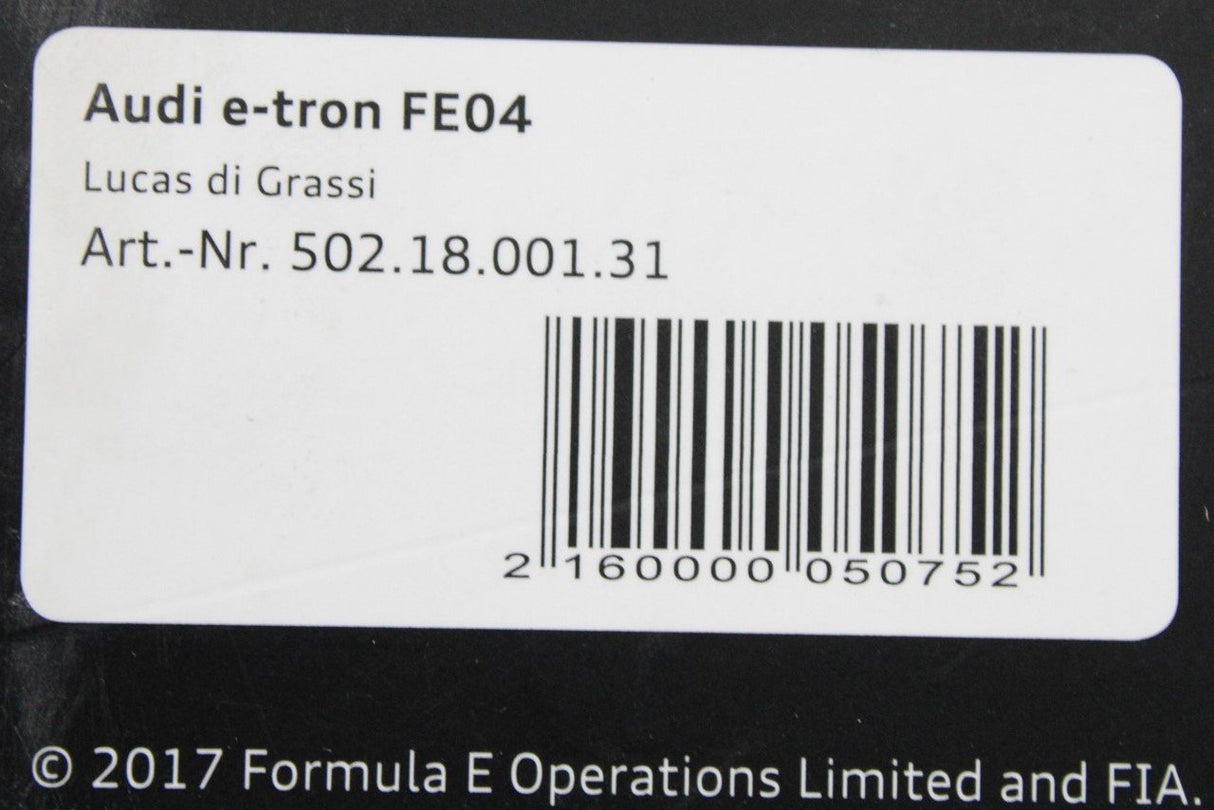 Audi e-tron FE04
Lucas di Grassi
Art.-Nr. 502.18.001.31
2 160000 050752
© 2017 Formula E Operations Limited and FIA.